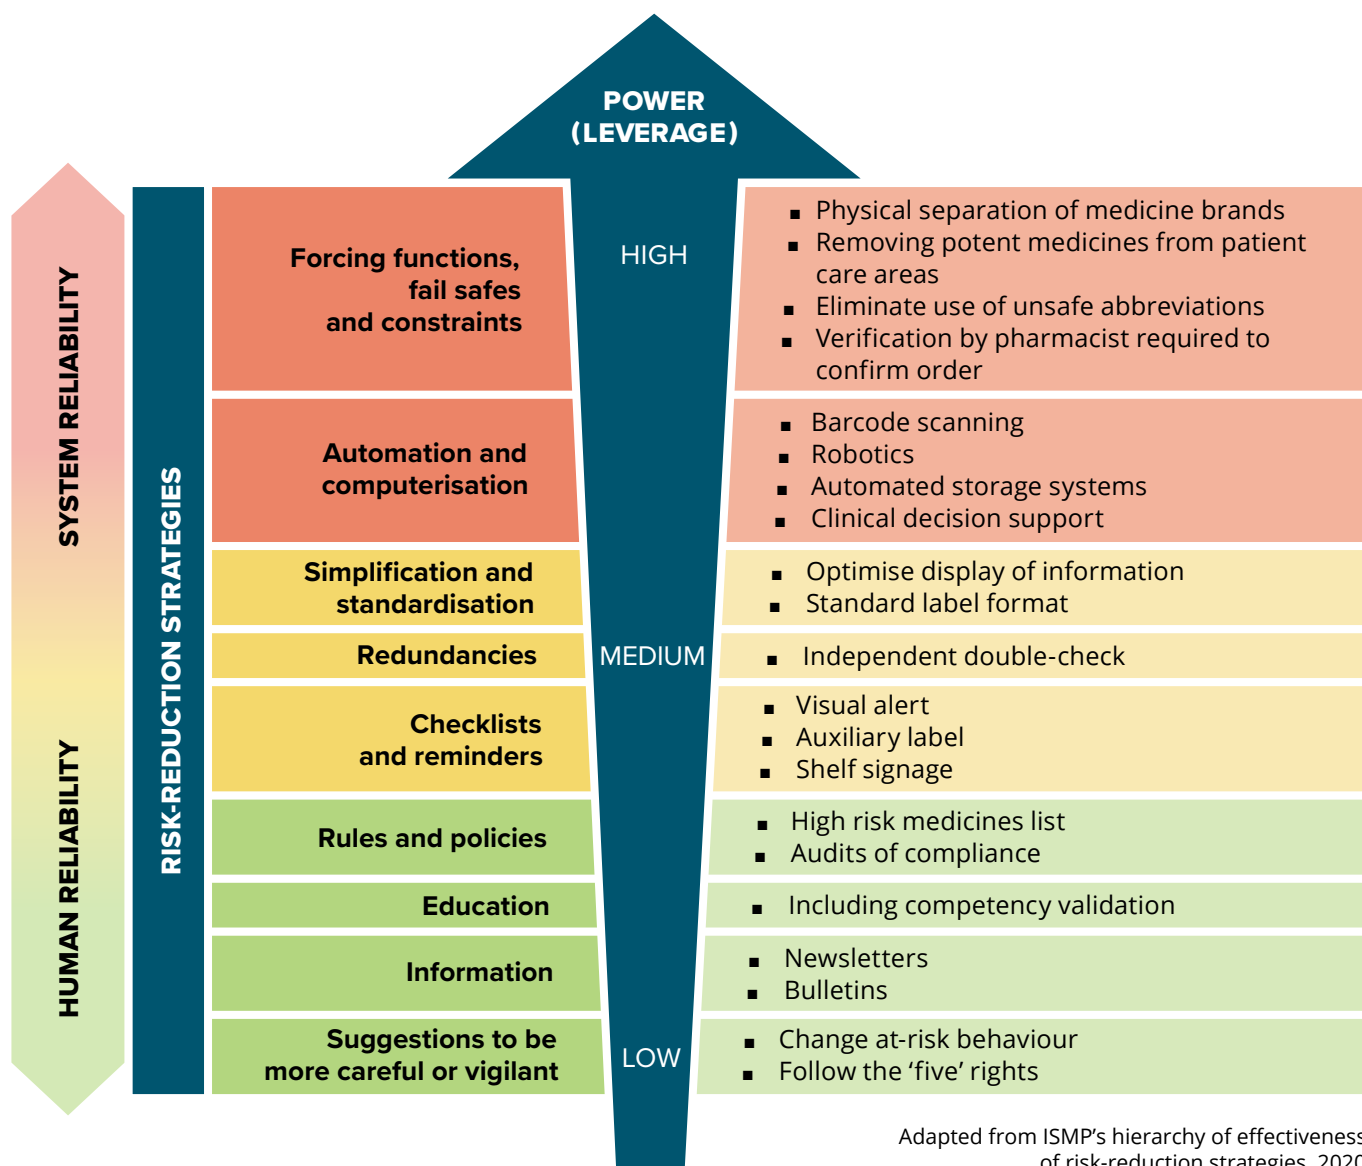 POWER
(LEVERAGE)
SYSTEM RELIABILITY
HUMAN RELIABILITY
RISK-REDUCTION STRATEGIES
Forcing functions,
fail safes
and constraints
HIGH
▪ Physical separation of medicine brands
▪ Removing potent medicines from patient
care areas
▪ Eliminate use of unsafe abbreviations
▪ Verification by pharmacist required to
confirm order
Automation and
computerisation
▪ Barcode scanning
▪ Robotics
▪ Automated storage systems
▪ Clinical decision support
Simplification and
standardisation
▪ Optimise display of information
▪ Standard label format
Redundancies
MEDIUM
▪ Independent double-check
Checklists
and reminders
▪ Visual alert
▪ Auxiliary label
▪ Shelf signage
Rules and policies
▪ High risk medicines list
▪ Audits of compliance
Education
▪ Including competency validation
Information
▪ Newsletters
▪ Bulletins
Suggestions to be
more careful or vigilant
LOW
▪ Change at-risk behaviour
▪ Follow the ‘five’ rights
Adapted from ISMP’s hierarchy of effectiveness
of risk-reduction strategies, 2020